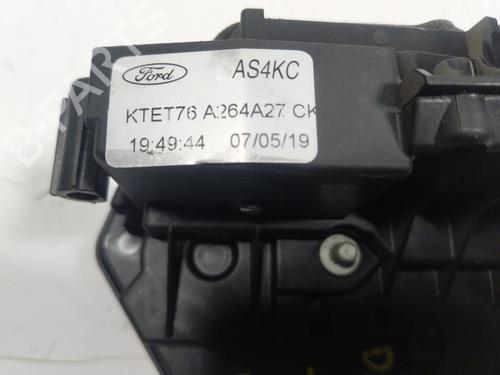 Ford AS4KC
KTET76 A264A27 CK
19:49:44 07/05/19
B-PARTS